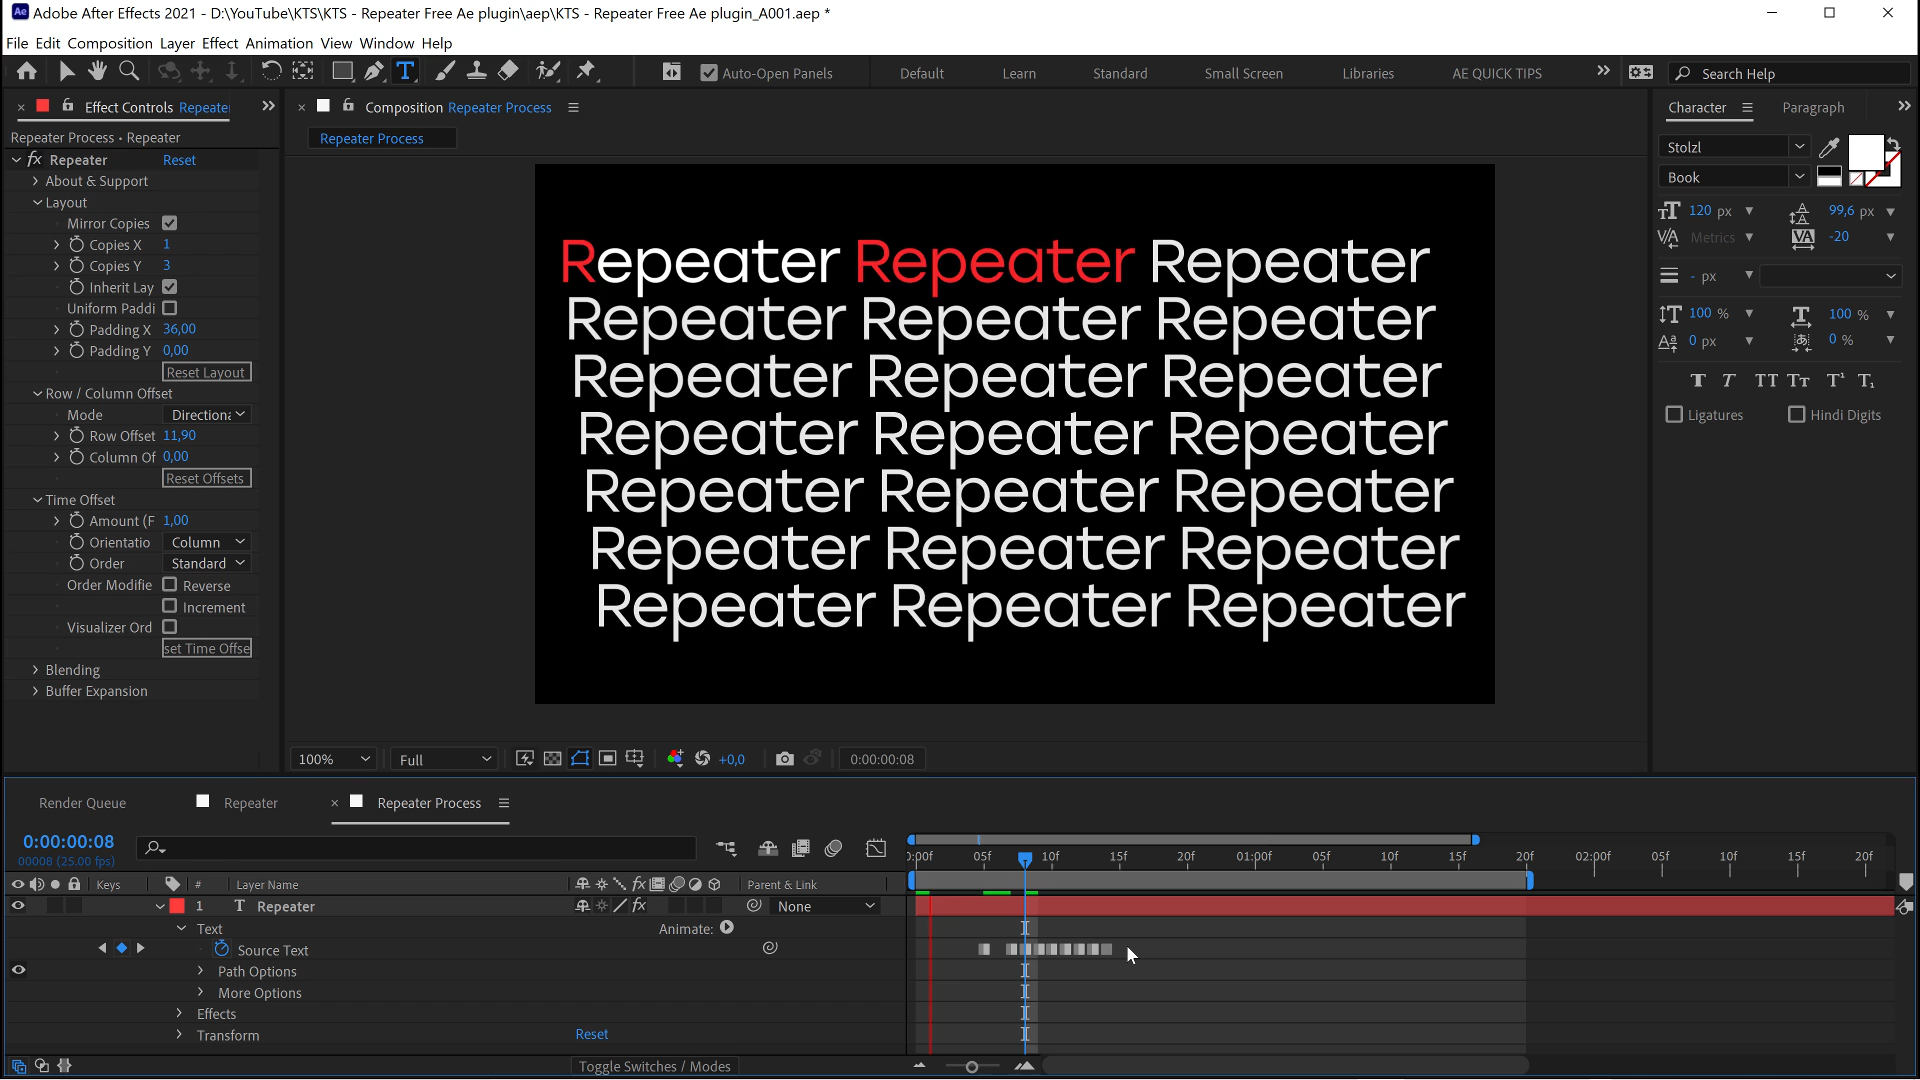 Ae Adobe After Effects 2021 - D:\YouTube\KTS\KTS - Repeater Free Ae plugin\aep\KTS - Repeater Free Ae plugin_A001.aep *
File Edit Composition Layer Effect Animation View Window Help
Auto-Open Panels Default Learn Standard Small Screen Libraries AE QUICK TIPS Search Help
Effect Controls Repeate
Composition Repeater Process
Character Paragraph
Repeater Process • Repeater
Repeater Process
fx Repeater Reset
About & Support
Layout
Mirror Copies
Copies X 1
Copies Y 3
Inherit Lay
Uniform Paddi
Padding X 36,00
Padding Y 0,00
Reset Layout
Row / Column Offset
Mode Directiona
Row Offset 11,90
Column Of 0,00
Reset Offsets
Time Offset
Amount (F 1,00
Orientatio Column
Order Standard
Order Modifie Reverse
Increment
Visualizer Ord
set Time Offse
Blending
Buffer Expansion
Repeater Repeater Repeater
Repeater Repeater Repeater
Repeater Repeater Repeater
Repeater Repeater Repeater
Repeater Repeater Repeater
Repeater Repeater Repeater
Repeater Repeater Repeater
Stolzl
Book
120 px 99,6 px
Metrics -20
- px
100 % 100 %
0 px 0 %
T T TT Tт T¹ T₁
Ligatures Hindi Digits
100% Full +0,0 0:00:00:08
Render Queue Repeater Repeater Process
0:00:00:08
00008 (25.00 fps)
0:00f 05f 10f 15f 20f 01:00f 05f 10f 15f 20f 02:00f 05f 10f 15f 20f
Keys # Layer Name fx Parent & Link
1 T Repeater fx None
Text Animate:
Source Text
Path Options
More Options
Effects
Transform Reset
Toggle Switches / Modes